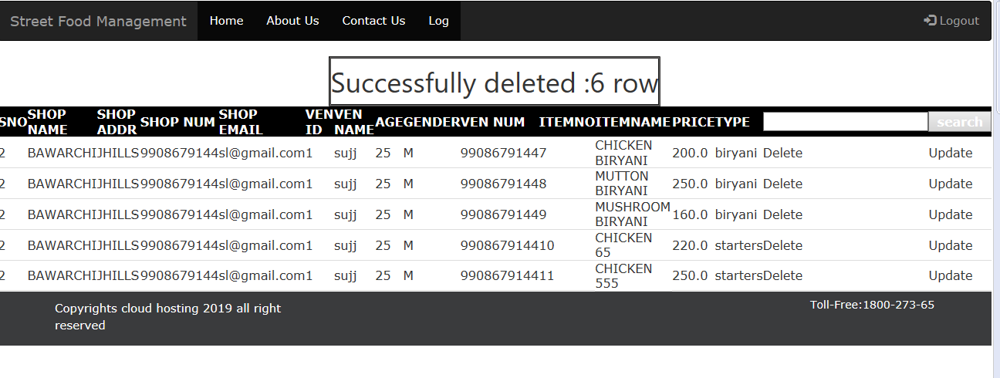 Street Food Management Home About Us Contact Us Log Logout
Successfully deleted :6 row
SNO SHOP NAME SHOP ADDR SHOP NUM SHOP EMAIL VEN ID VEN NAME AGE GENDER VEN NUM ITEMNO ITEMNAME PRICE TYPE search
2 BAWARCHI JHILLS 9908679144 sl@gmail.com 1 sujj 25 M 9908679144 7 CHICKEN BIRYANI 200.0 biryani Delete Update
2 BAWARCHI JHILLS 9908679144 sl@gmail.com 1 sujj 25 M 9908679144 8 MUTTON BIRYANI 250.0 biryani Delete Update
2 BAWARCHI JHILLS 9908679144 sl@gmail.com 1 sujj 25 M 9908679144 9 MUSHROOM BIRYANI 160.0 biryani Delete Update
2 BAWARCHI JHILLS 9908679144 sl@gmail.com 1 sujj 25 M 9908679144 10 CHICKEN 65 220.0 starters Delete Update
2 BAWARCHI JHILLS 9908679144 sl@gmail.com 1 sujj 25 M 9908679144 11 CHICKEN 555 250.0 starters Delete Update
Copyrights cloud hosting 2019 all right
reserved
Toll-Free:1800-273-65